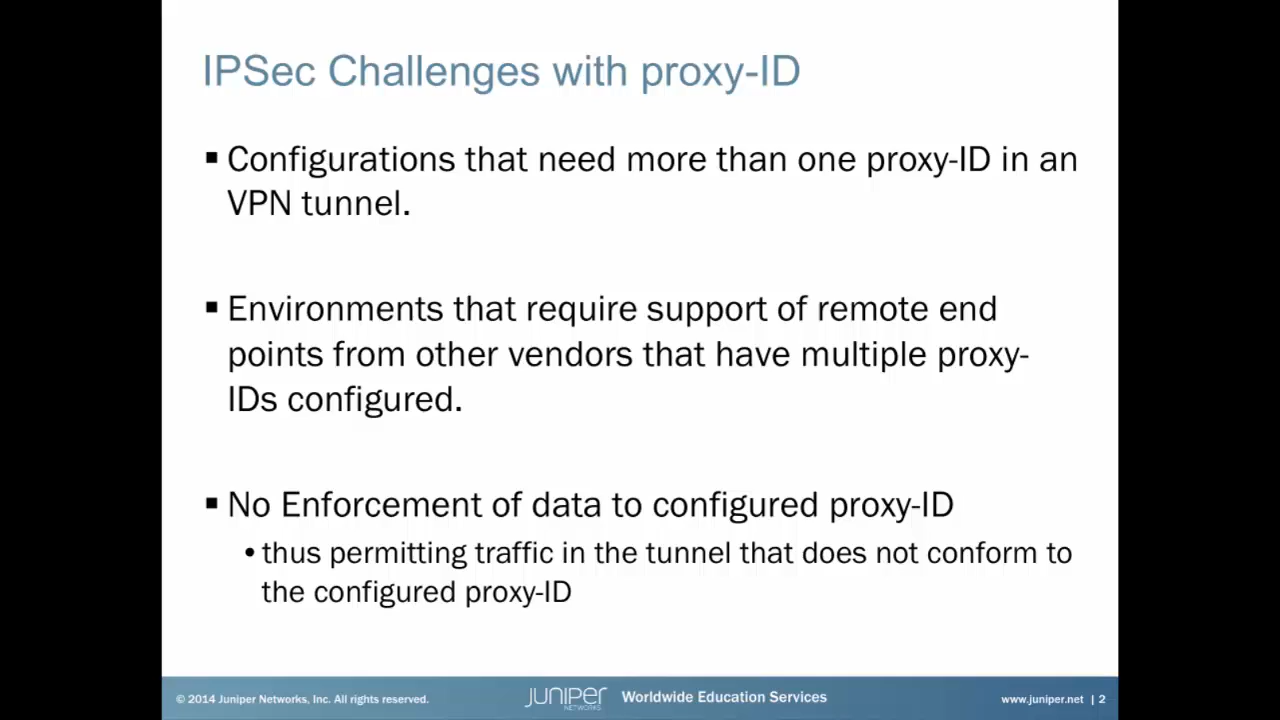 IPSec Challenges with proxy-ID
▪ Configurations that need more than one proxy-ID in an
VPN tunnel.
▪ Environments that require support of remote end
points from other vendors that have multiple proxy-
IDs configured.
▪ No Enforcement of data to configured proxy-ID
• thus permitting traffic in the tunnel that does not conform to
the configured proxy-ID
© 2014 Juniper Networks, Inc. All rights reserved.
JUNIPER
NETWORKS
Worldwide Education Services
www.juniper.net | 2